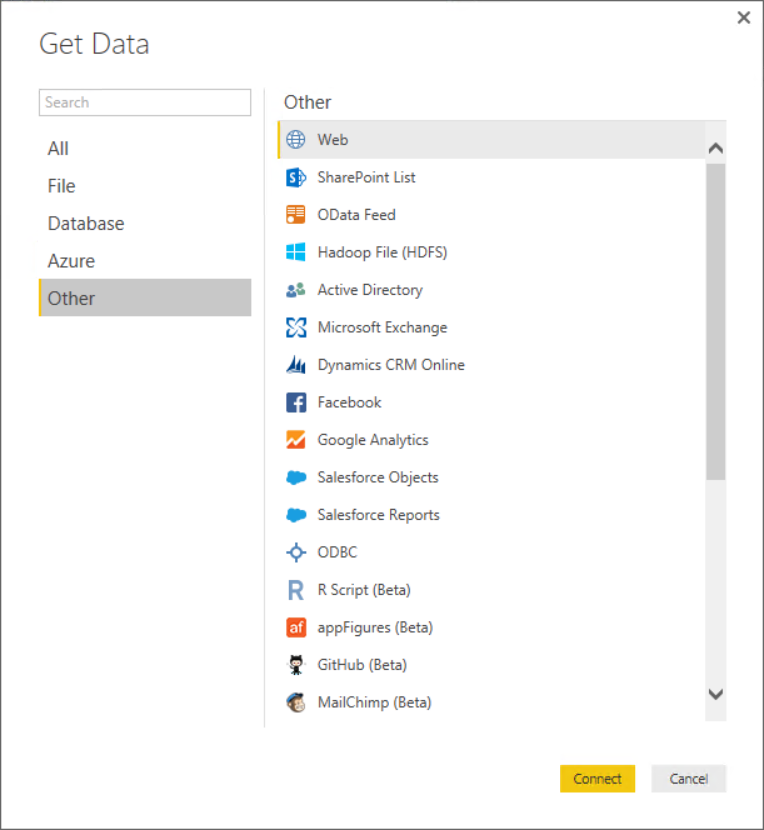 Get Data
Search
All
File
Database
Azure
Other
Other
Web
SharePoint List
OData Feed
Hadoop File (HDFS)
Active Directory
Microsoft Exchange
Dynamics CRM Online
Facebook
Google Analytics
Salesforce Objects
Salesforce Reports
ODBC
R Script (Beta)
af appFigures (Beta)
GitHub (Beta)
MailChimp (Beta)
Connect Cancel